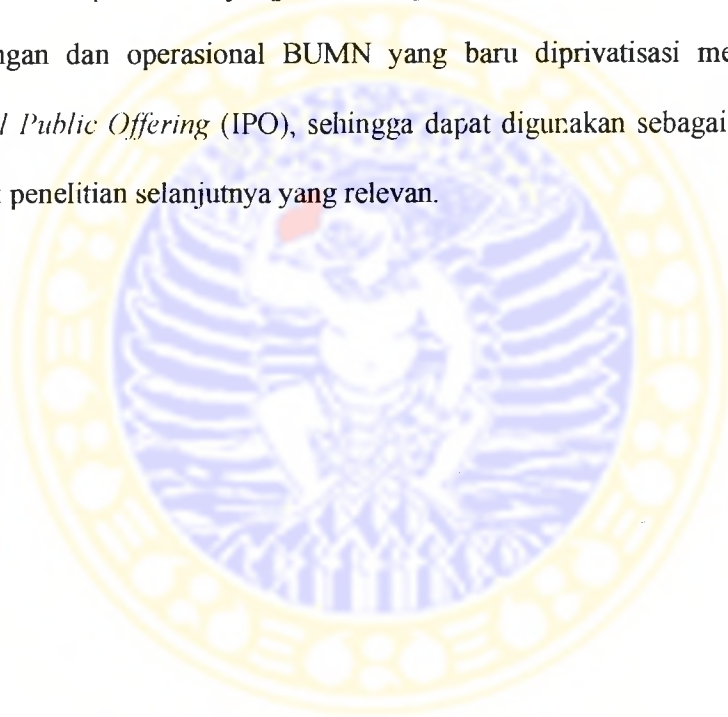 ngan dan operasional BUMN yang baru diprivatisasi me
l Public Offering (IPO), sehingga dapat digunakan sebagai
penelitian selanjutnya yang relevan.